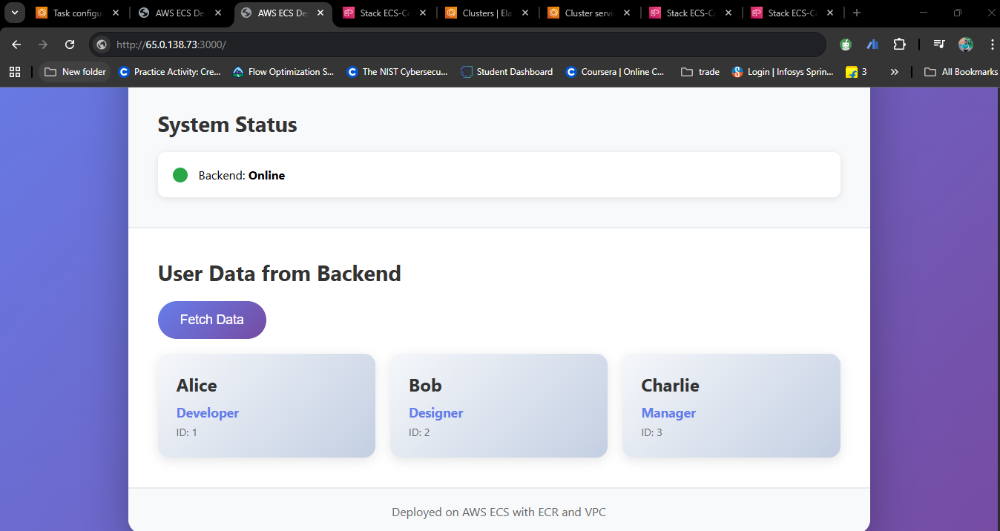 Task configu
AWS ECS De
AWS ECS De
Stack ECS-Co
Clusters | Ela
Cluster servi
Stack ECS-Co
Stack ECS-Co
http://65.0.138.73:3000/
New folder
Practice Activity: Cre...
Flow Optimization S...
The NIST Cybersecu...
Student Dashboard
Coursera | Online C...
trade
Login | Infosys Sprin...
3
All Bookmarks
System Status
Backend: Online
User Data from Backend
Fetch Data
Alice
Developer
ID: 1
Bob
Designer
ID: 2
Charlie
Manager
ID: 3
Deployed on AWS ECS with ECR and VPC